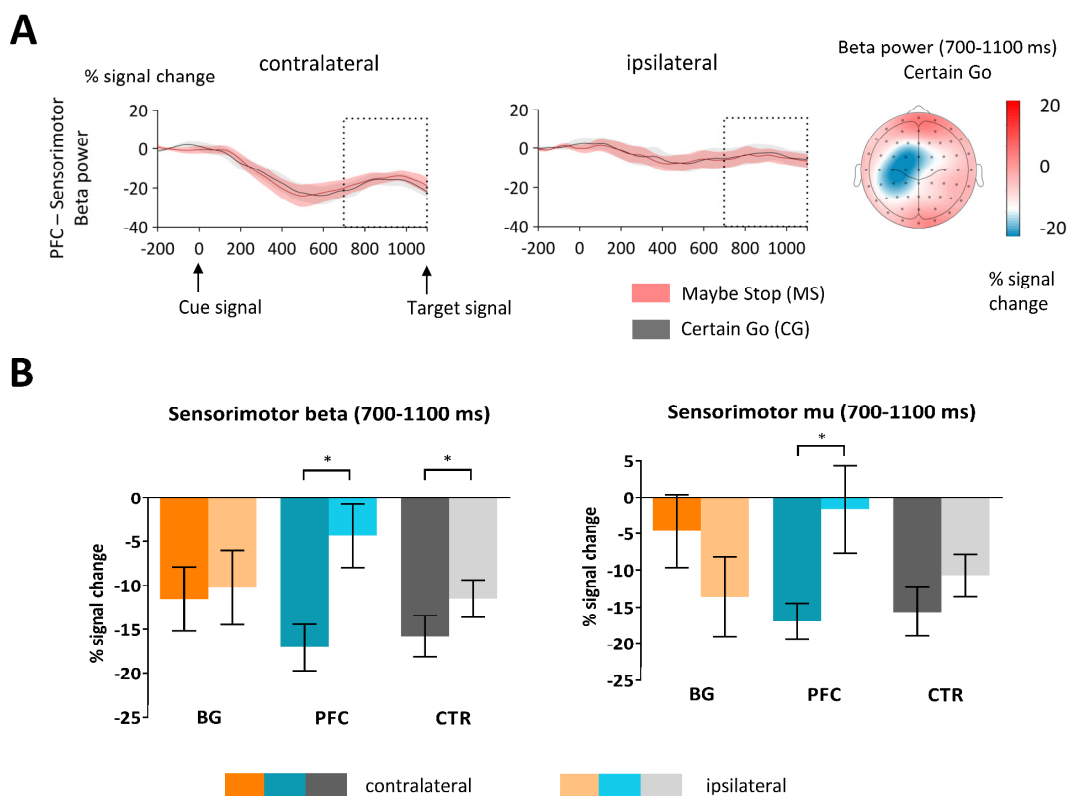 A
Beta power (700-1100 ms)
Certain Go
% signal change
contralateral
ipsilateral
PFC – Sensorimotor
Beta power
20
0
-20
-40
-200 0 200 400 600 800 1000
20
0
-20
-40
-200 0 200 400 600 800 1000
20
0
-20
% signal
change
Cue signal
Target signal
Maybe Stop (MS)
Certain Go (CG)
B
Sensorimotor beta (700-1100 ms)
* *
% signal change
0
-5
-10
-15
-20
-25
BG PFC CTR
Sensorimotor mu (700-1100 ms)
*
% signal change
5
0
-5
-10
-15
-20
-25
BG PFC CTR
contralateral
ipsilateral